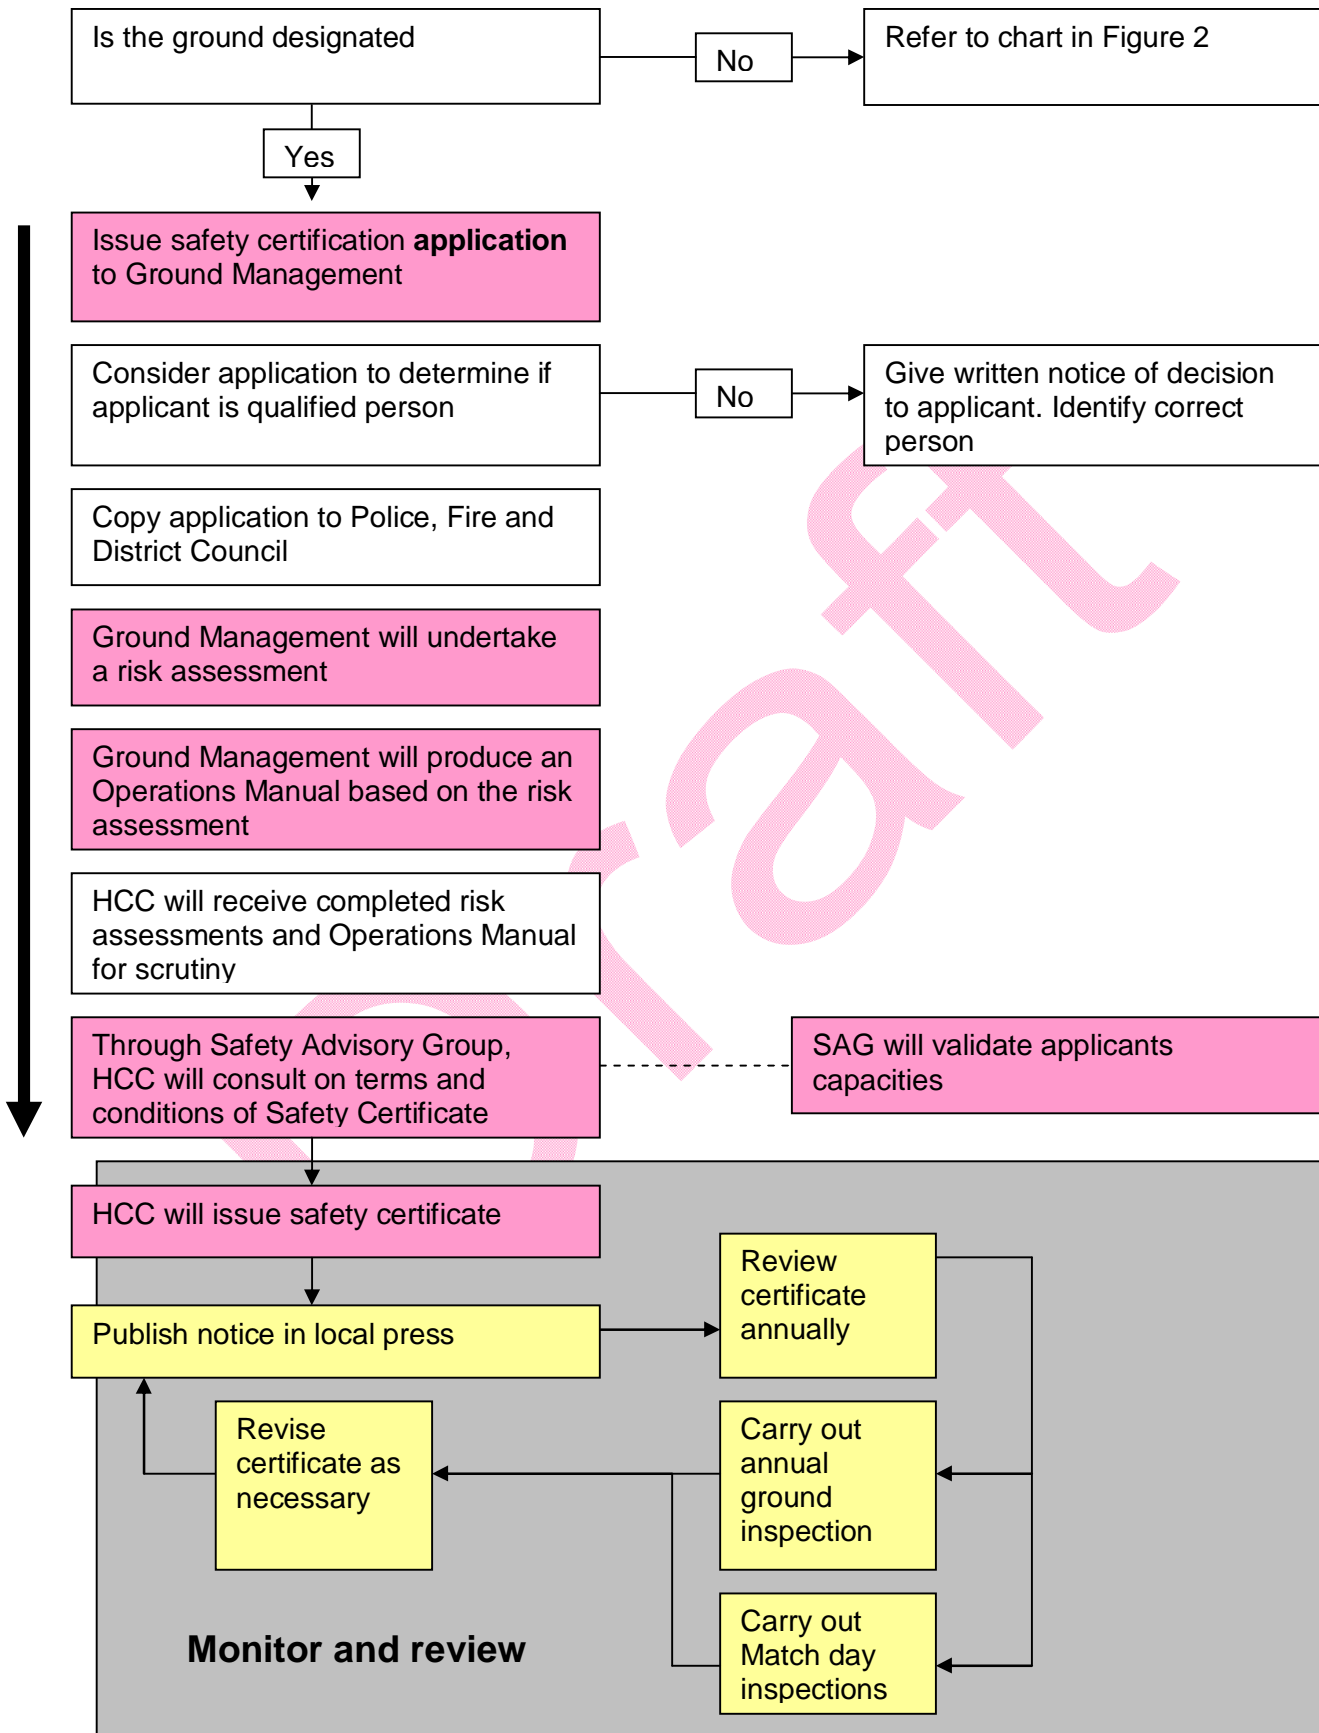 Is the ground designated
No
Refer to chart in Figure 2
Yes
Issue safety certification application
to Ground Management
Consider application to determine if
applicant is qualified person
No
Give written notice of decision
to applicant. Identify correct
person
Copy application to Police, Fire and
District Council
Ground Management will undertake
a risk assessment
Ground Management will produce an
Operations Manual based on the risk
assessment
HCC will receive completed risk
assessments and Operations Manual
for scrutiny
Through Safety Advisory Group,
HCC will consult on terms and
conditions of Safety Certificate
SAG will validate applicants
capacities
HCC will issue safety certificate
Publish notice in local press
Review
certificate
annually
Revise
certificate as
necessary
Carry out
annual
ground
inspection
Carry out
Match day
inspections
Monitor and review
Draft